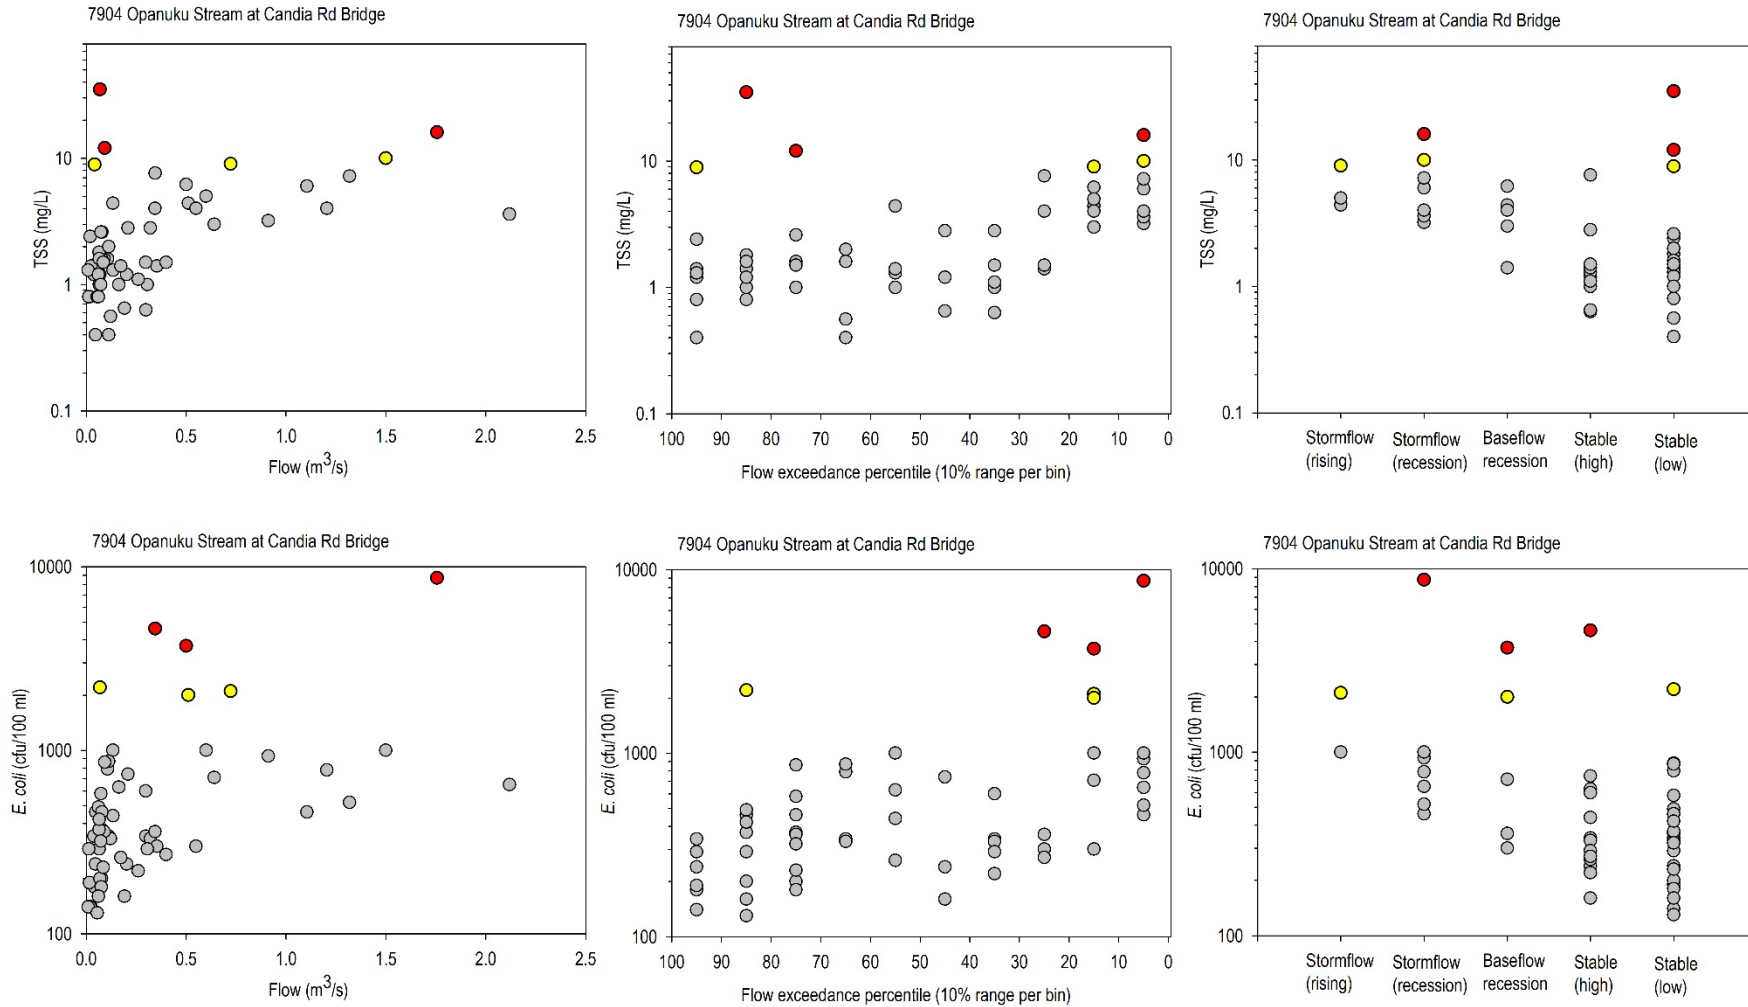 7904 Opanuku Stream at Candia Rd Bridge
TSS (mg/L)
10
1
0.1
0.0 0.5 1.0 1.5 2.0 2.5
Flow (m³/s)
7904 Opanuku Stream at Candia Rd Bridge
TSS (mg/L)
10
1
0.1
100 90 80 70 60 50 40 30 20 10 0
Flow exceedance percentile (10% range per bin)
7904 Opanuku Stream at Candia Rd Bridge
TSS (mg/L)
10
1
0.1
Stormflow Stormflow Baseflow Stable Stable
(rising) (recession) recession (high) (low)
7904 Opanuku Stream at Candia Rd Bridge
E. coli (cfu/100 ml)
10000
1000
100
0.0 0.5 1.0 1.5 2.0 2.5
Flow (m³/s)
7904 Opanuku Stream at Candia Rd Bridge
E. coli (cfu/100 ml)
10000
1000
100
100 90 80 70 60 50 40 30 20 10 0
Flow exceedance percentile (10% range per bin)
7904 Opanuku Stream at Candia Rd Bridge
E. coli (cfu/100 ml)
10000
1000
100
Stormflow Stormflow Baseflow Stable Stable
(rising) (recession) recession (high) (low)